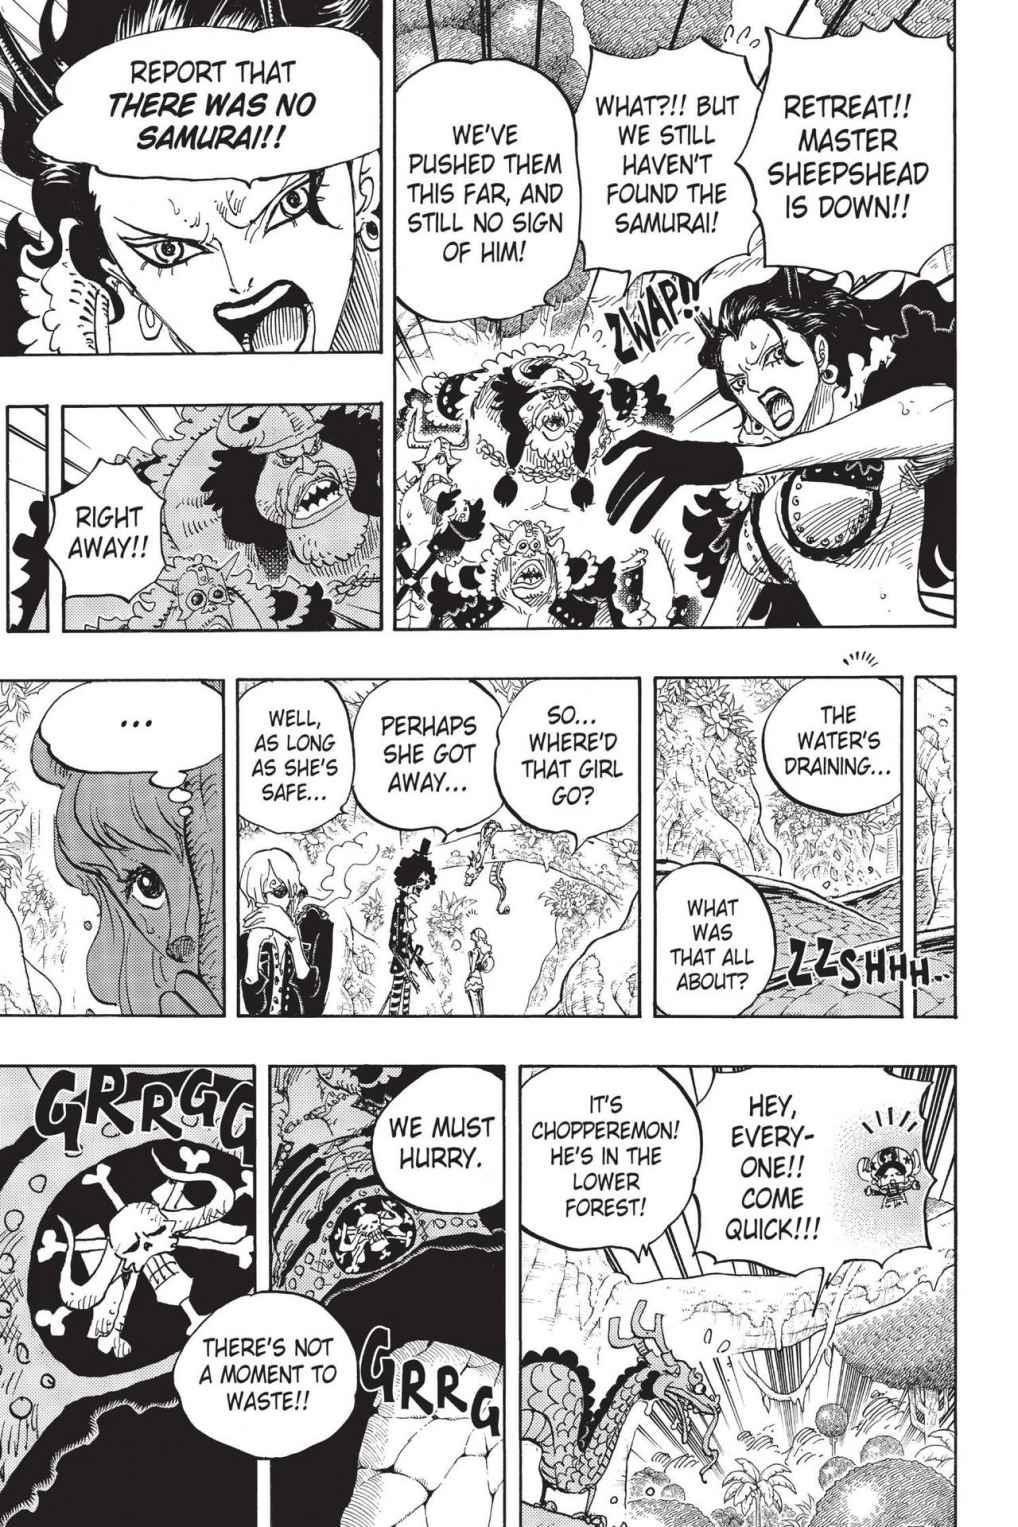 RETREAT!!
MASTER
SHEEPSHEAD
IS DOWN!!
WHAT?!! BUT
WE STILL
HAVEN'T
FOUND THE
SAMURAI!
WE'VE
PUSHED THEM
THIS FAR, AND
STILL NO SIGN
OF HIM!
ZWAP!!
REPORT THAT
THERE WAS NO
SAMURAI!!
RIGHT
AWAY!!
THE
WATER'S
DRAINING...
WHAT
WAS
THAT ALL
ABOUT?
ZZSHHH..
SO...
WHERE'D
THAT GIRL
GO?
PERHAPS
SHE GOT
AWAY...
WELL,
AS LONG
AS SHE'S
SAFE...
...
HEY,
EVERY-
ONE!!
COME
QUICK!!!
IT'S
CHOPPEREMON!
HE'S IN THE
LOWER
FOREST!
WE MUST
HURRY.
GRRG
GRRGG
THERE'S NOT
A MOMENT TO
WASTE!!